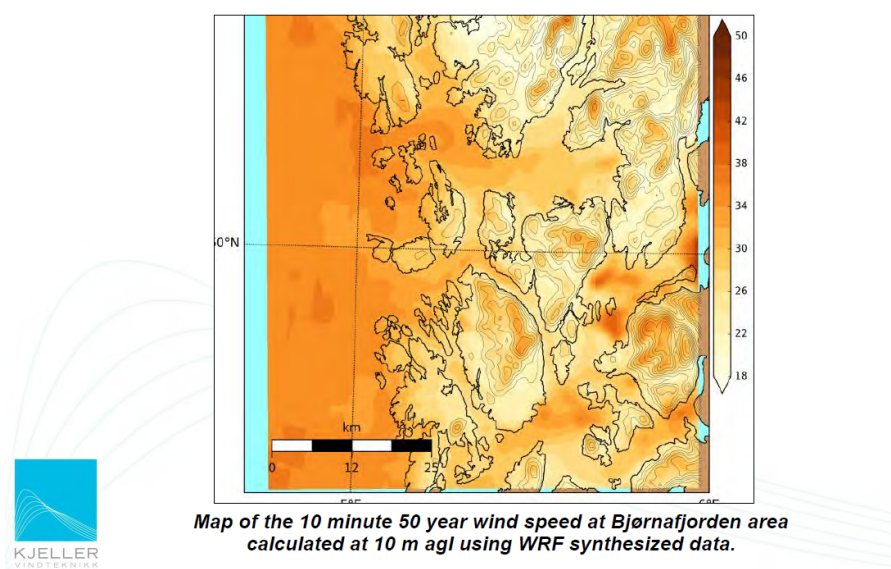 50
46
42
38
34
30
26
22
18
0°N
km
0 12 25
Map of the 10 minute 50 year wind speed at Bjørnafjorden area
calculated at 10 m agl using WRF synthesized data.
KJELLER
VINDTEKNIKK